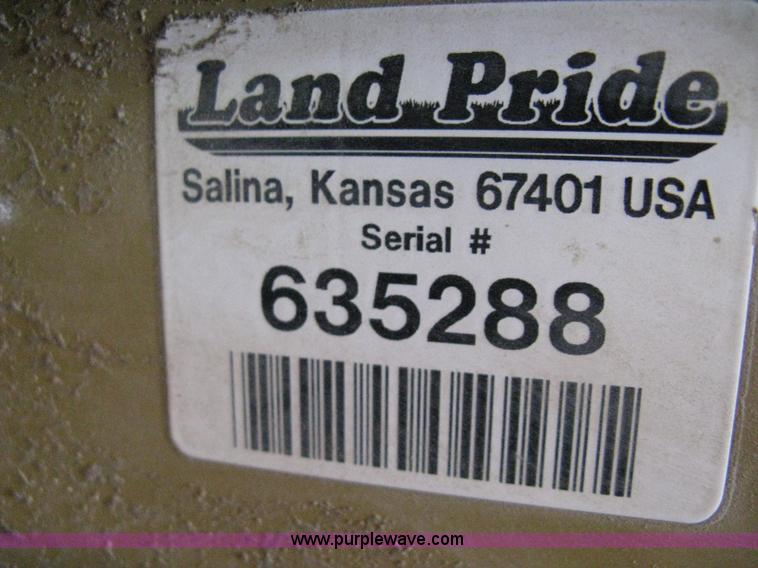 Land Pride
Salina, Kansas 67401 USA
Serial #
635288
www.purplewave.com